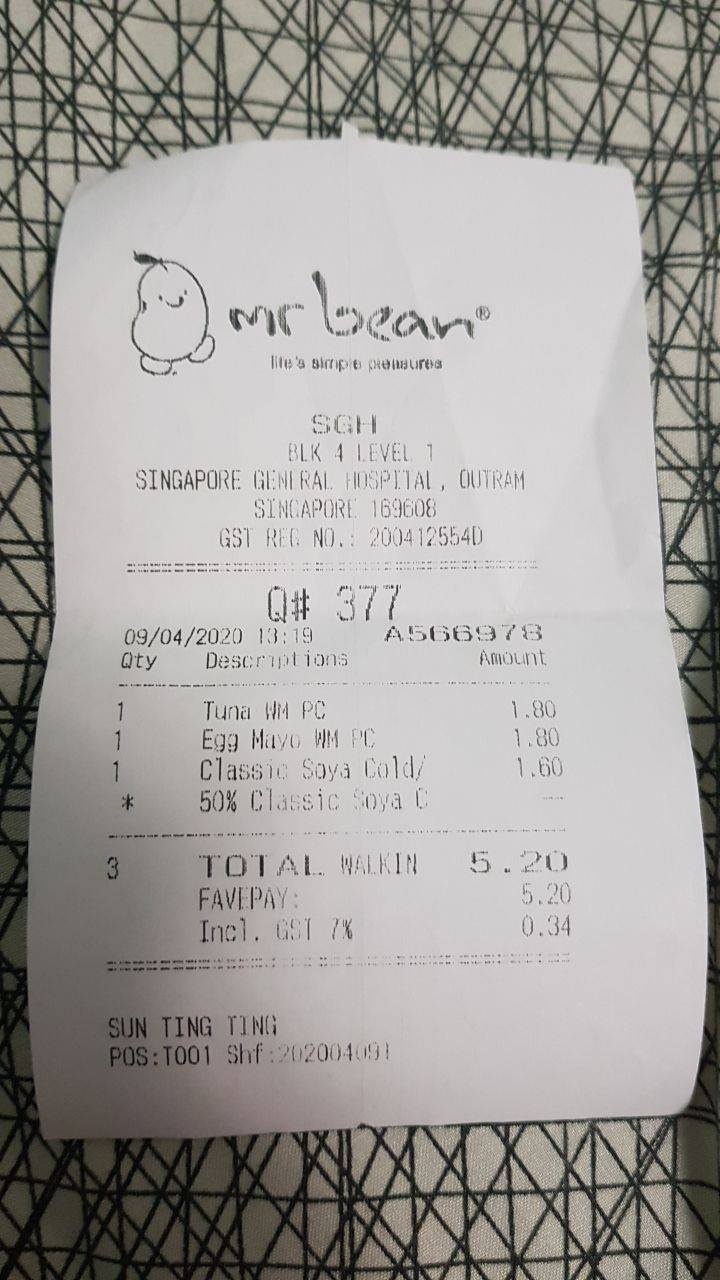 mr bean®
life's simple pleasures
SGH
BLK 4 LEVEL 1
SINGAPORE GENERAL HOSPITAL, OUTRAM
SINGAPORE 169608
GST REG NO.: 200412554D
Q# 377
09/04/2020 13:19 A566978
Qty Descriptions Amount
1 Tuna WM PC 1.80
1 Egg Mayo WM PC 1.80
1 Classic Soya Cold/ 1.60
* 50% Classic Soya C --
3 TOTAL WALKIN 5.20
FAVEPAY: 5.20
Incl. GST 7% 0.34
SUN TING TING
POS:T001 Shf:202004091